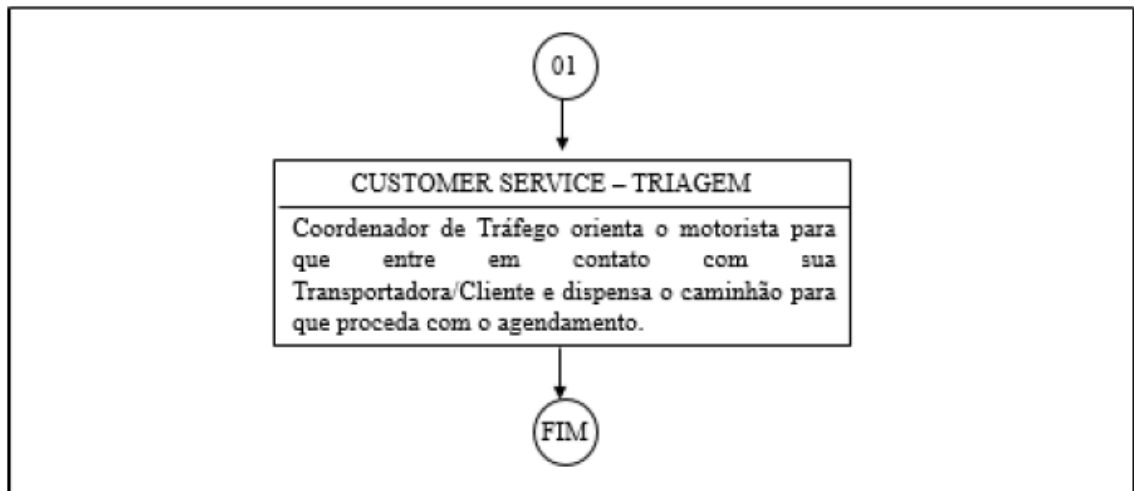 01
CUSTOMER SERVICE – TRIAGEM
Coordenador de Tráfego orienta o motorista para
que entre em contato com sua
Transportadora/Cliente e dispensa o caminhão para
que proceda com o agendamento.
FIM